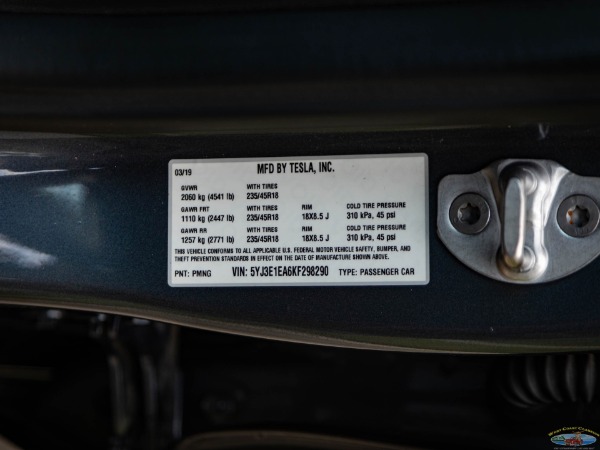 03/19 MFD BY TESLA, INC.
GVWR WITH TIRES
2060 kg (4541 lb) 235/45R18
GAWR FRT WITH TIRES RIM COLD TIRE PRESSURE
1110 kg (2447 lb) 235/45R18 18X8.5 J 310 kPa, 45 psi
GAWR RR WITH TIRES RIM COLD TIRE PRESSURE
1257 kg (2771 lb) 235/45R18 18X8.5 J 310 kPa, 45 psi
THIS VEHICLE CONFORMS TO ALL APPLICABLE U.S. FEDERAL MOTOR VEHICLE SAFETY, BUMPER, AND
THEFT PREVENTION STANDARDS IN EFFECT ON THE DATE OF MANUFACTURE SHOWN ABOVE.
PNT: PMNG VIN: 5YJ3E1EA6KF298290 TYPE: PASSENGER CAR
WEST COAST CLASSICS